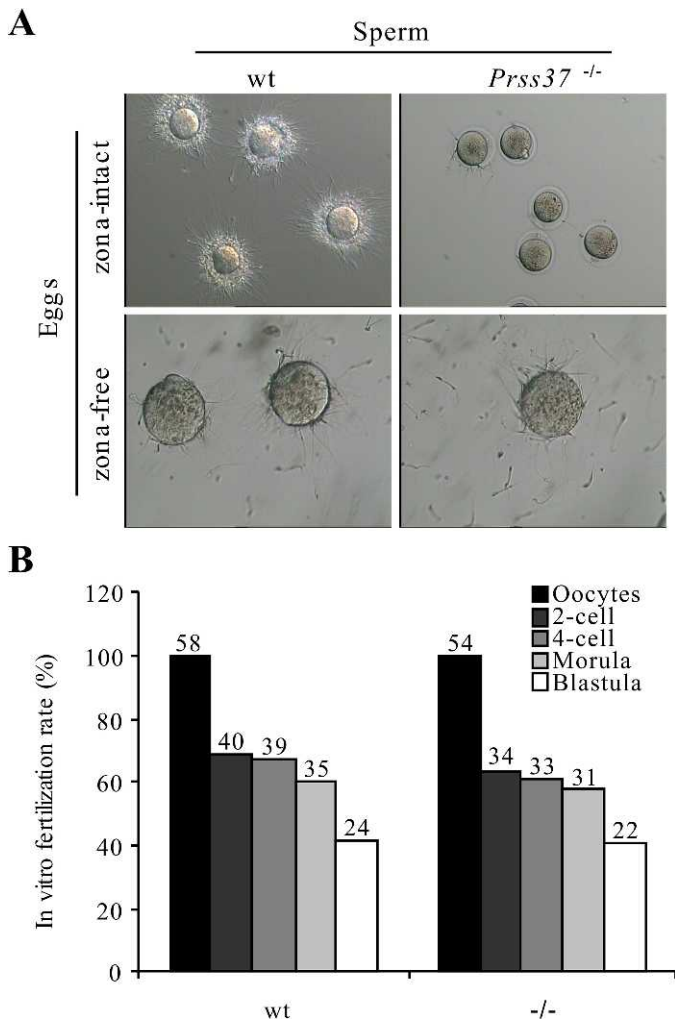 A
Sperm
wt
Prss37 -/-
Eggs
zona-intact
zona-free
B
In vitro fertilization rate (%)
120
100
80
60
40
20
0
Oocytes
2-cell
4-cell
Morula
Blastula
58
40
39
35
24
54
34
33
31
22
wt
-/-